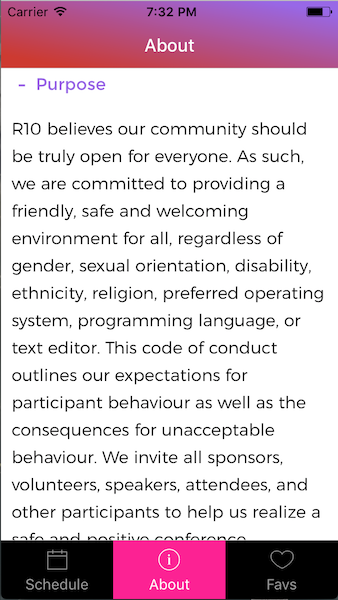 Carrier 7:32 PM
About
- Purpose
R10 believes our community should
be truly open for everyone. As such,
we are committed to providing a
friendly, safe and welcoming
environment for all, regardless of
gender, sexual orientation, disability,
ethnicity, religion, preferred operating
system, programming language, or
text editor. This code of conduct
outlines our expectations for
participant behaviour as well as the
consequences for unacceptable
behaviour. We invite all sponsors,
volunteers, speakers, attendees, and
other participants to help us realize a
safe and positive conference
Schedule About Favs